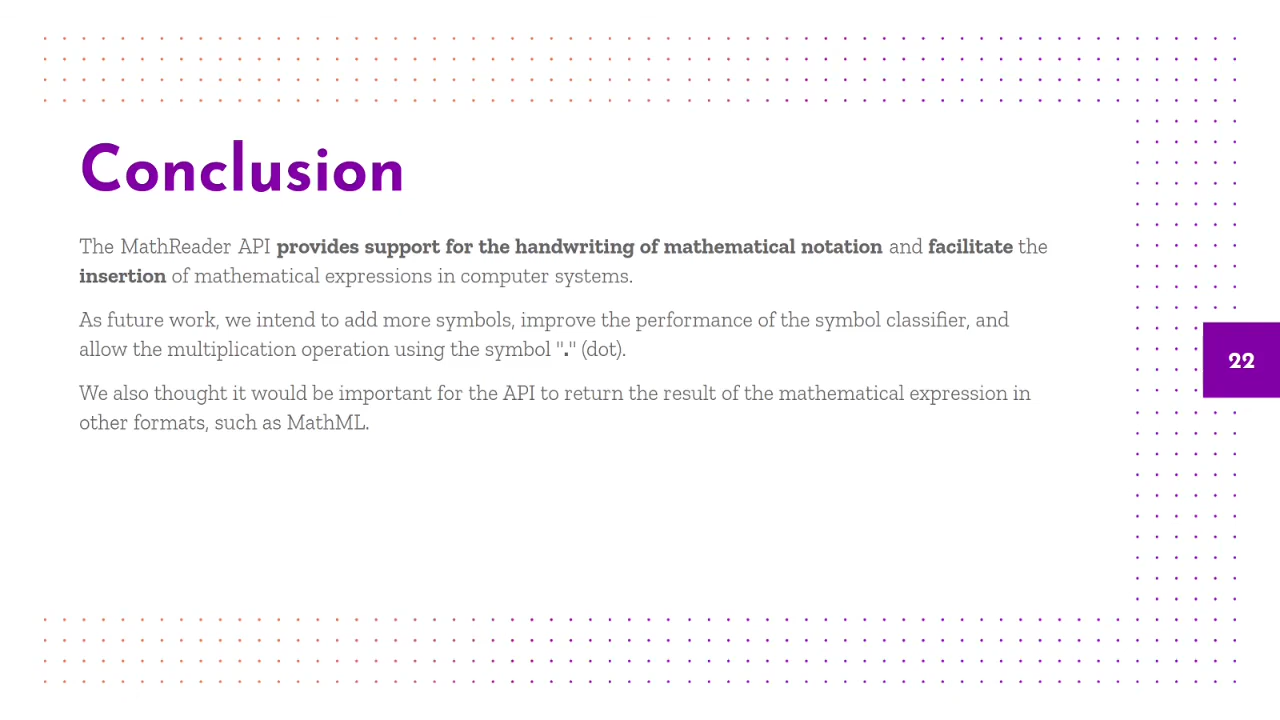 Conclusion
The MathReader API provides support for the handwriting of mathematical notation and facilitate the
insertion of mathematical expressions in computer systems.
As future work, we intend to add more symbols, improve the performance of the symbol classifier, and
allow the multiplication operation using the symbol "." (dot).
22
We also thought it would be important for the API to return the result of the mathematical expression in
other formats, such as MathML.